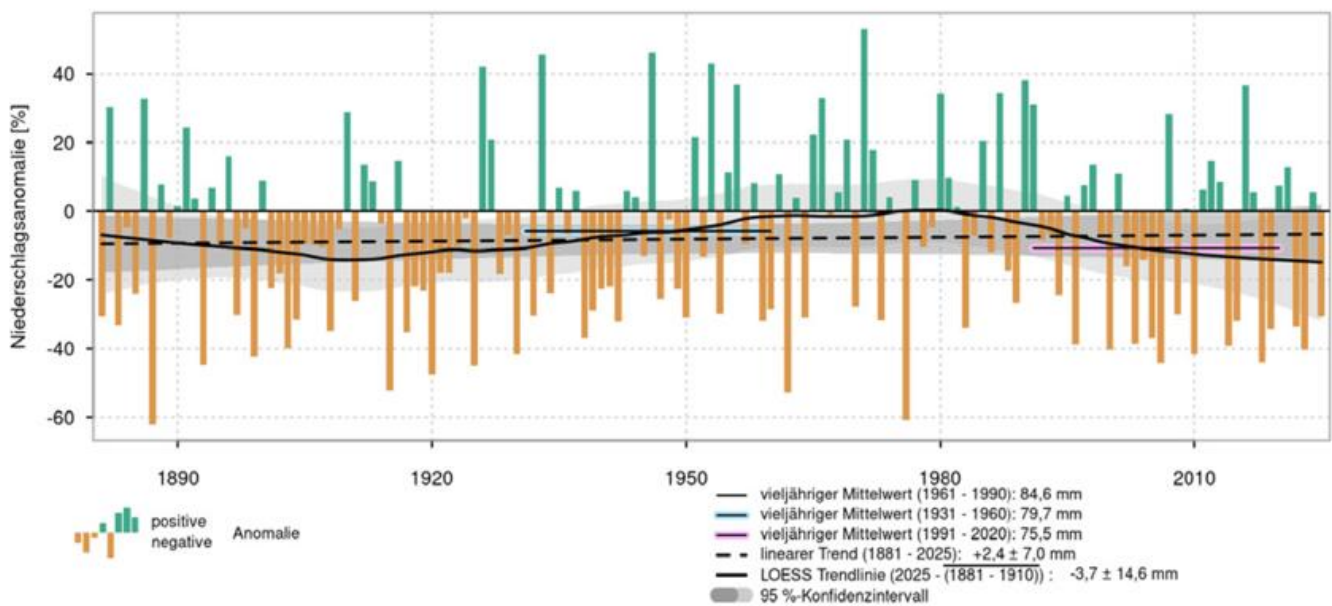 Niederschlagsanomalie [%]
40
20
0
-20
-40
-60
1890 1920 1950 1980 2010
positive
negative
Anomalie
vieljähriger Mittelwert (1961 - 1990): 84,6 mm
vieljähriger Mittelwert (1931 - 1960): 79,7 mm
vieljähriger Mittelwert (1991 - 2020): 75,5 mm
linearer Trend (1881 - 2025): +2,4 ± 7,0 mm
LOESS Trendlinie (2025 - (1881 - 1910)) : -3,7 ± 14,6 mm
95 %-Konfidenzintervall